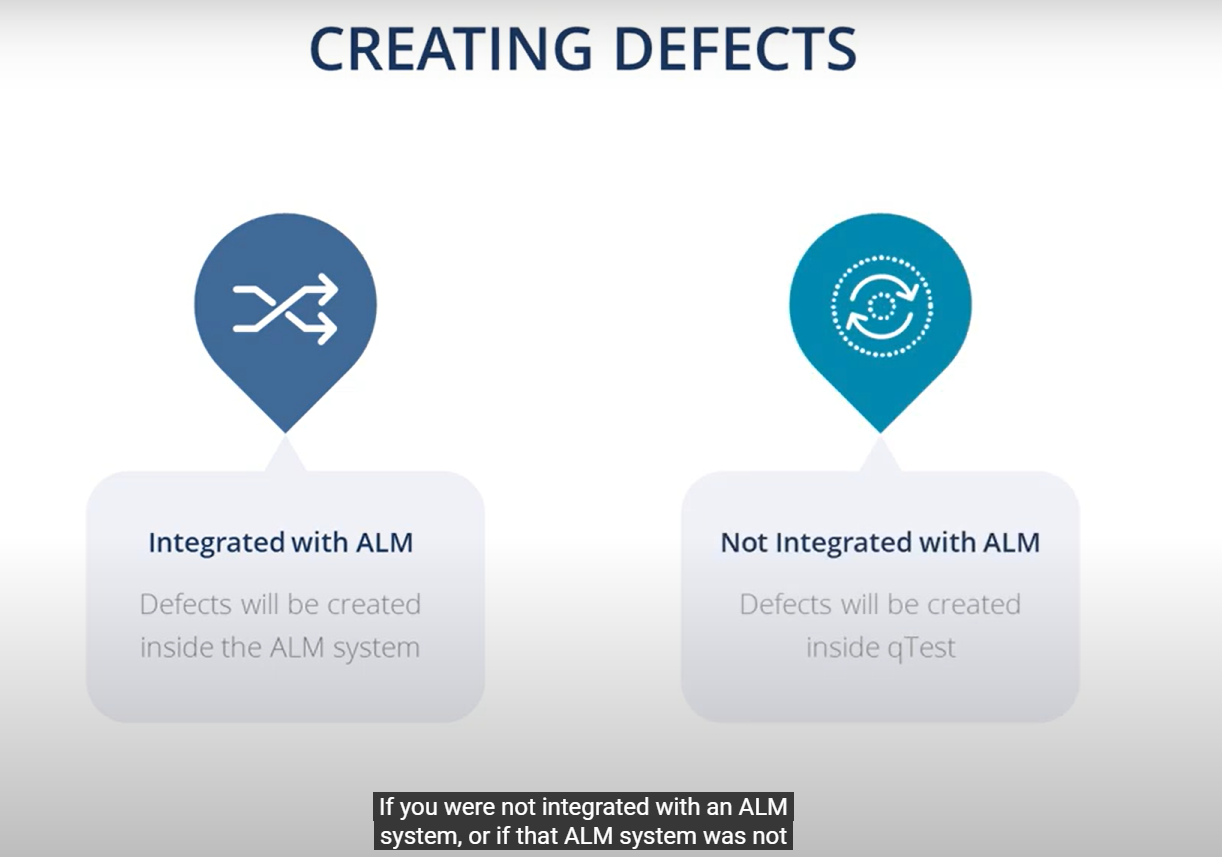 CREATING DEFECTS
Integrated with ALM
Defects will be created
inside the ALM system
Not Integrated with ALM
Defects will be created
inside qTest
If you were not integrated with an ALM
system, or if that ALM system was not